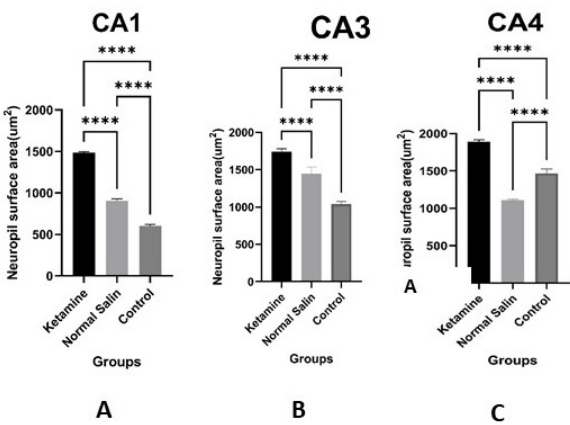 CA1
****
****
****
Neuropil surface area(um²)
2000
1500
1000
500
0
Ketamine
Normal Salin
Control
Groups
A
CA3
****
****
****
Neuropil surface area(um²)
2000
1500
1000
500
0
Ketamine
Normal Salin
Control
Groups
B
CA4
****
****
****
ropil surface area(um²)
2000
1500
1000
500
A
Ketamine
Normal Salin
Control
Groups
C